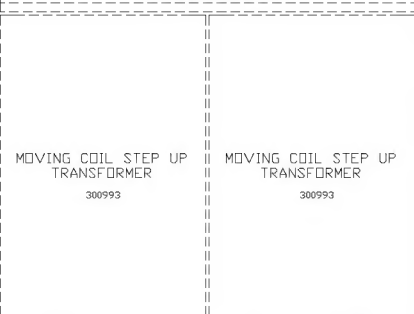 MOVING COIL STEP UP
TRANSFORMER
300993
MOVING COIL STEP UP
TRANSFORMER
300993